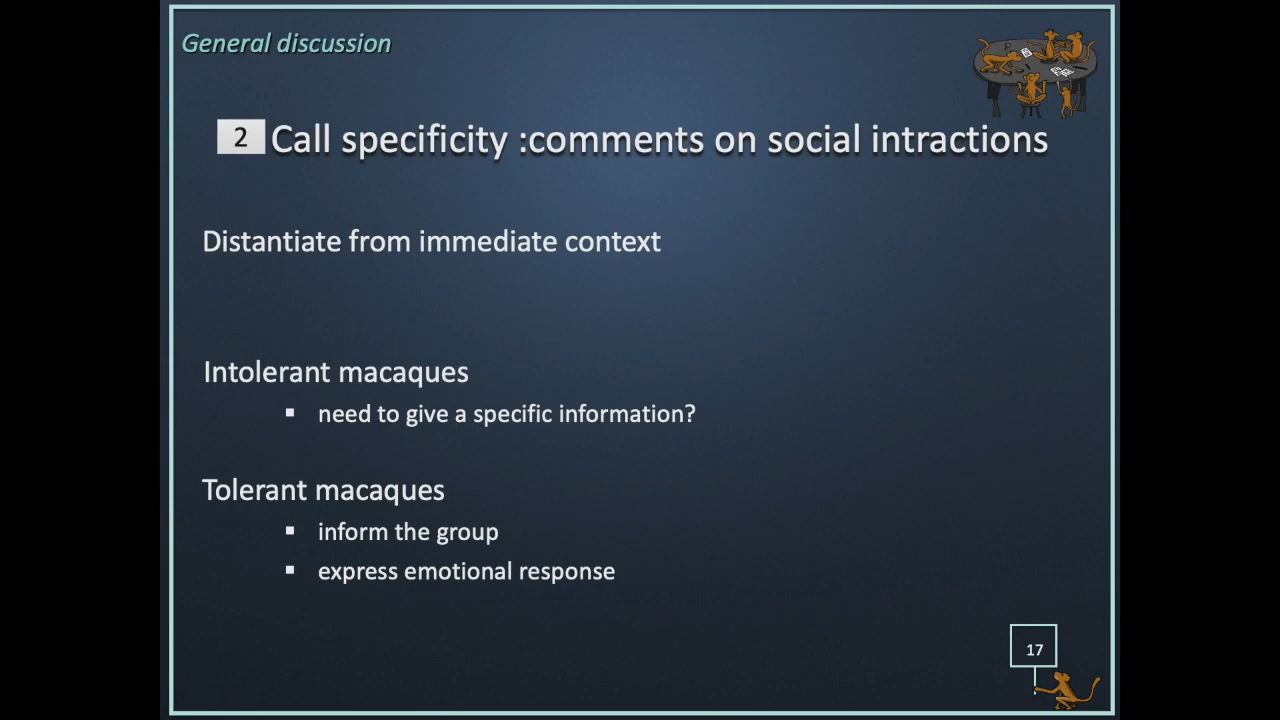 General discussion
2 Call specificity :comments on social intractions
Distantiate from immediate context
Intolerant macaques
▪ need to give a specific information?
Tolerant macaques
▪ inform the group
▪ express emotional response
17